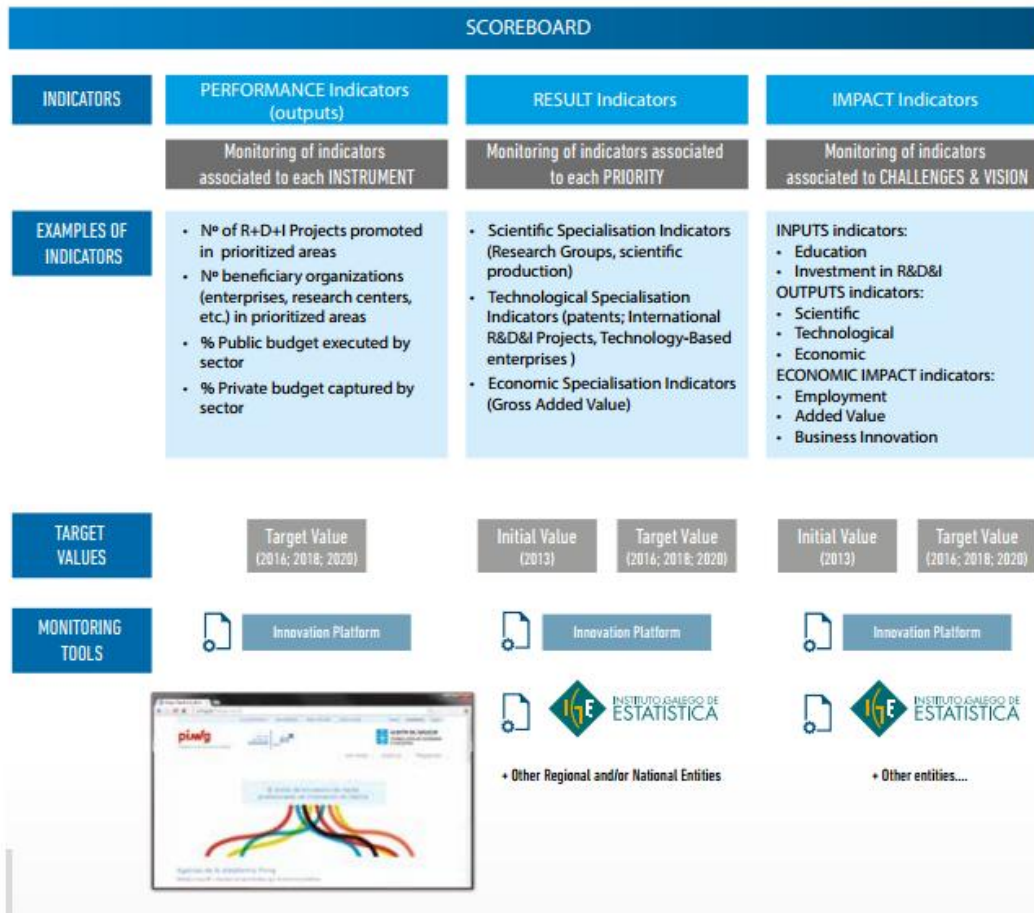 SCOREBOARD
INDICATORS
PERFORMANCE Indicators
(outputs)
RESULT Indicators
IMPACT Indicators
Monitoring of indicators
associated to each INSTRUMENT
Monitoring of indicators associated
to each PRIORITY
Monitoring of indicators
associated to CHALLENGES & VISION
EXAMPLES OF
INDICATORS
• Nº of R+D+I Projects promoted
in prioritized areas
• Nº beneficiary organizations
(enterprises, research centers,
etc.) in prioritized areas
• % Public budget executed by
sector
• % Private budget captured by
sector
• Scientific Specialisation Indicators
(Research Groups, scientific
production)
• Technological Specialisation
Indicators (patents; International
R&D&I Projects, Technology-Based
enterprises )
• Economic Specialisation Indicators
(Gross Added Value)
INPUTS indicators:
• Education
• Investment in R&D&I
OUTPUTS indicators:
• Scientific
• Technological
• Economic
ECONOMIC IMPACT indicators:
• Employment
• Added Value
• Business Innovation
TARGET
VALUES
Target Value
(2016; 2018; 2020)
Initial Value
(2013)
Target Value
(2016; 2018; 2020)
Initial Value
(2013)
Target Value
(2016; 2018; 2020)
MONITORING
TOOLS
Innovation Platform
Innovation Platform
Innovation Platform
IGE
INSTITUTO GALEGO DE
ESTATÍSTICA
IGE
INSTITUTO GALEGO DE
ESTATÍSTICA
+ Other Regional and/or National Entities
+ Other entities....